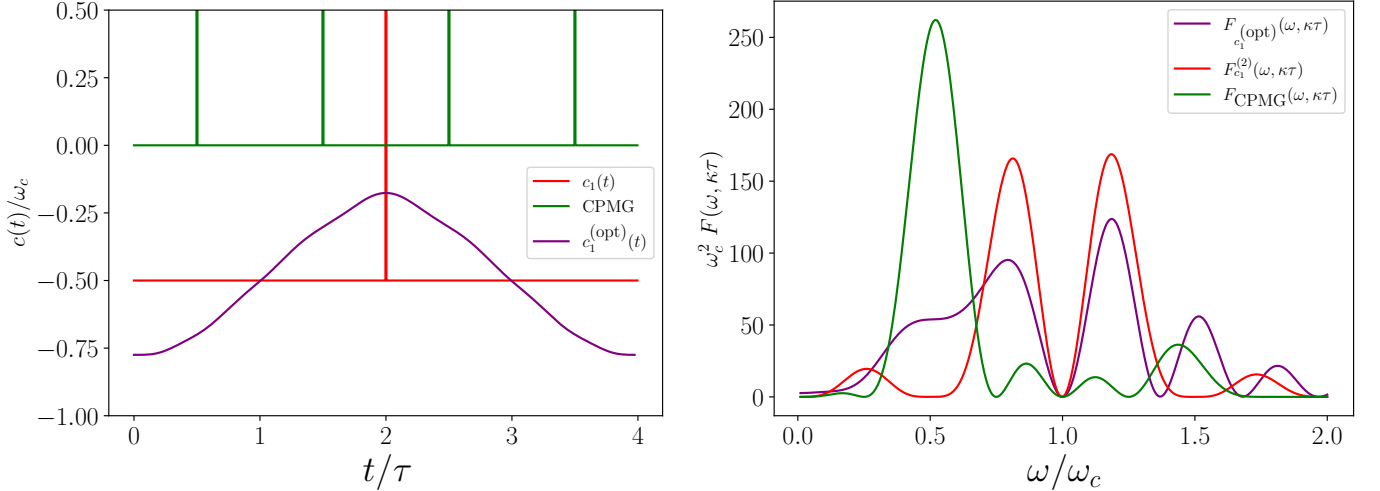 0.50
0.25
0.00
−0.25
−0.50
−0.75
−1.00
c(t)/ω_c
0 1 2 3 4
t/τ
c_1(t)
CPMG
c_1^{(opt)}(t)
250
200
150
100
50
0
ω_c^2 F(ω, κτ)
0.0 0.5 1.0 1.5 2.0
ω/ω_c
F_{c_1^{(opt)}}(ω, κτ)
F_{c_1}^{(2)}(ω, κτ)
F_{CPMG}(ω, κτ)